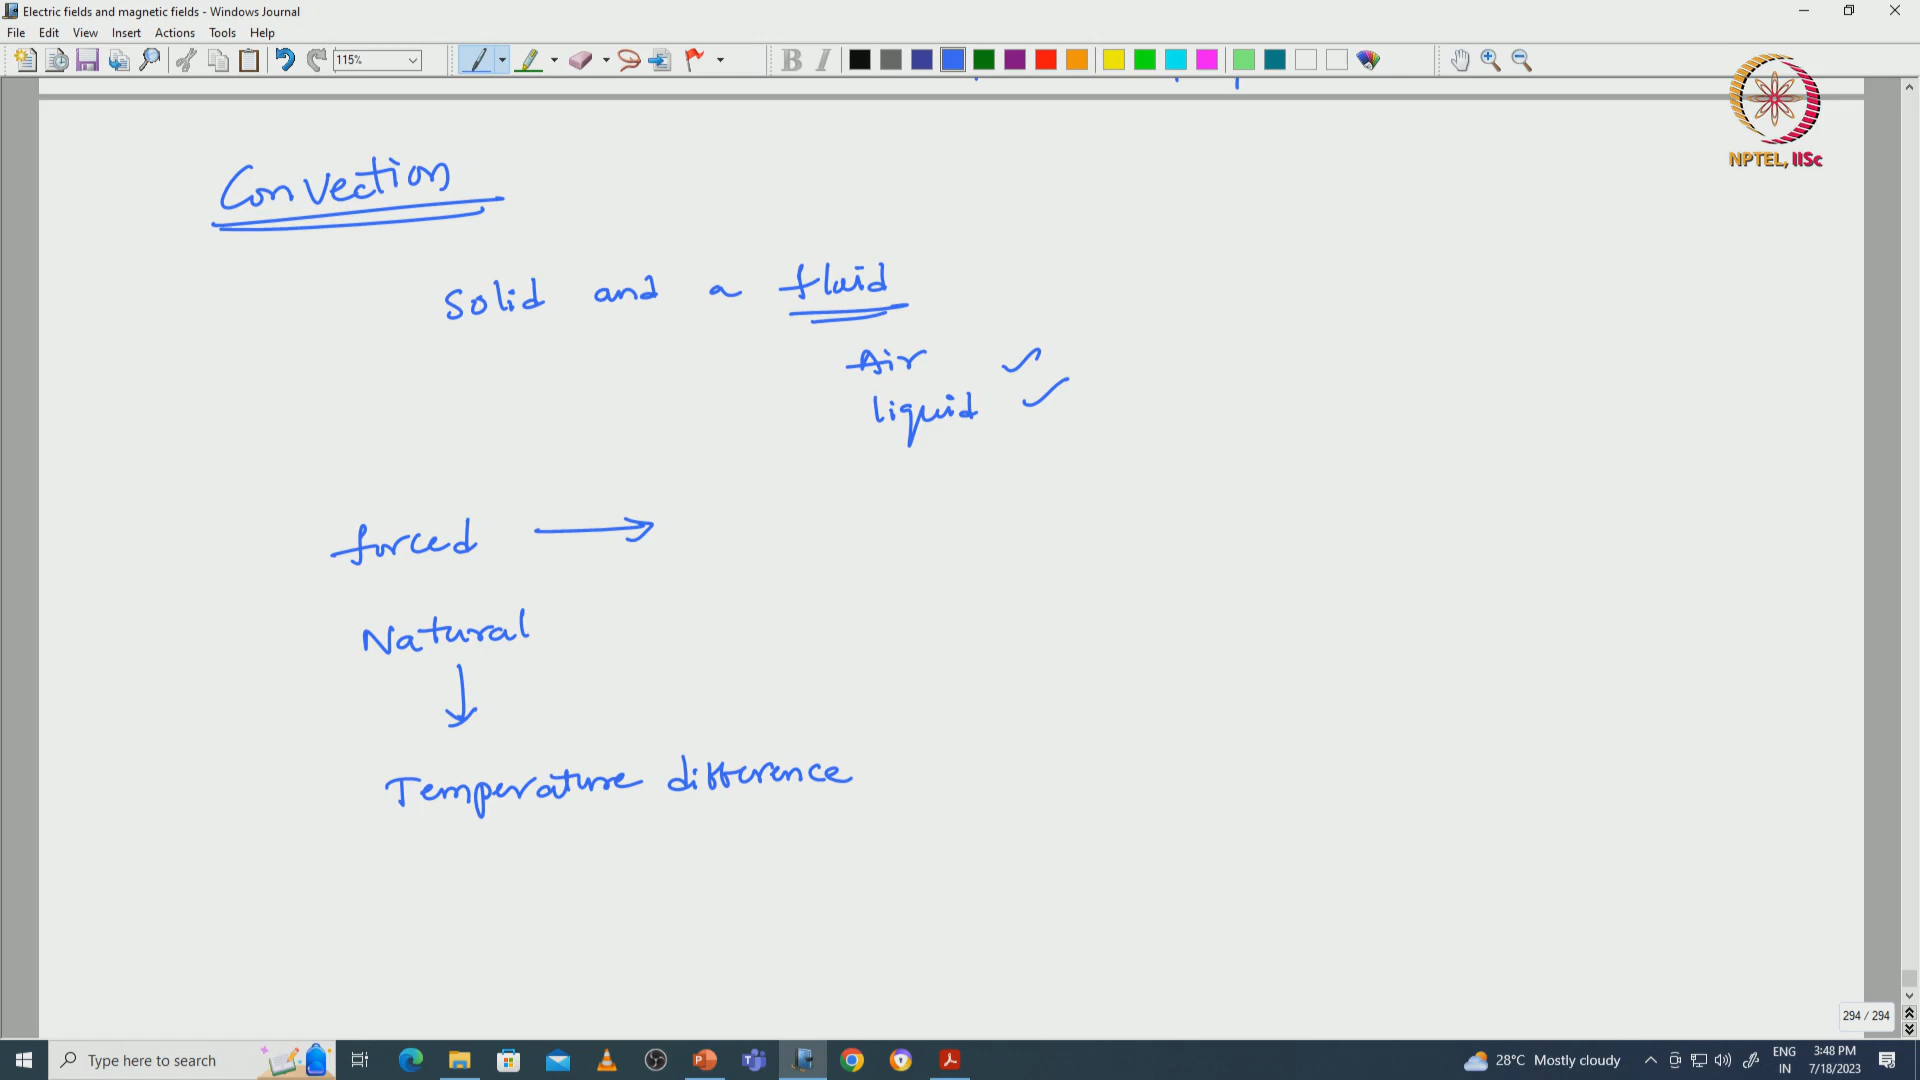 Electric fields and magnetic fields - Windows Journal
File Edit View Insert Actions Tools Help
115%
B I
NPTEL, IISc
Convection
Solid and a fluid
Air
liquid
forced
Natural
Temperature difference
294 / 294
Type here to search
28°C Mostly cloudy
ENG
IN
3:48 PM
7/18/2023